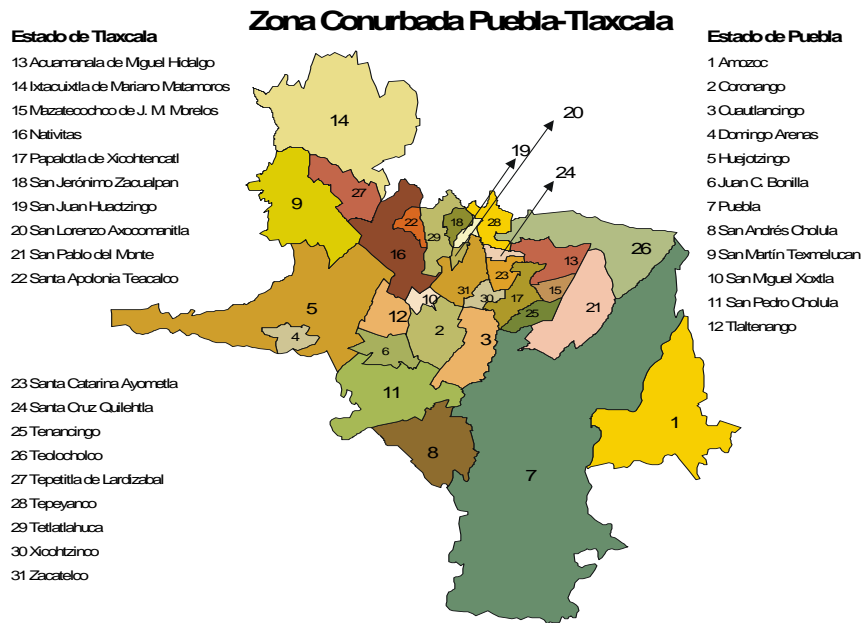 Zona Conurbada Puebla-Tlaxcala
Estado de Tlaxcala
13 Acuamanala de Miguel Hidalgo
14 Ixtacuixtla de Mariano Matamoros
15 Mazatecochco de J. M. Morelos
16 Nativitas
17 Papalotla de Xicohtencatl
18 San Jerónimo Zacualpan
19 San Juan Huactzingo
20 San Lorenzo Axocomanitla
21 San Pablo del Monte
22 Santa Apolonia Teacalco
23 Santa Catarina Ayometla
24 Santa Cruz Quilehtla
25 Tenancingo
26 Teolocholco
27 Tepetitla de Lardizabal
28 Tepeyanco
29 Tetlatlahuca
30 Xicohtzinco
31 Zacatelco
Estado de Puebla
1 Amozoc
2 Coronango
3 Cuautlancingo
4 Domingo Arenas
5 Huejotzingo
6 Juan C. Bonilla
7 Puebla
8 San Andrés Cholula
9 San Martín Texmelucan
10 San Miguel Xoxtla
11 San Pedro Cholula
12 Tlaltenango
20
14
19
24
27
9
22
18
28
29
26
16
13
23
31
15
5
10
30
17
21
12
25
4
2
3
6
11
1
8
7